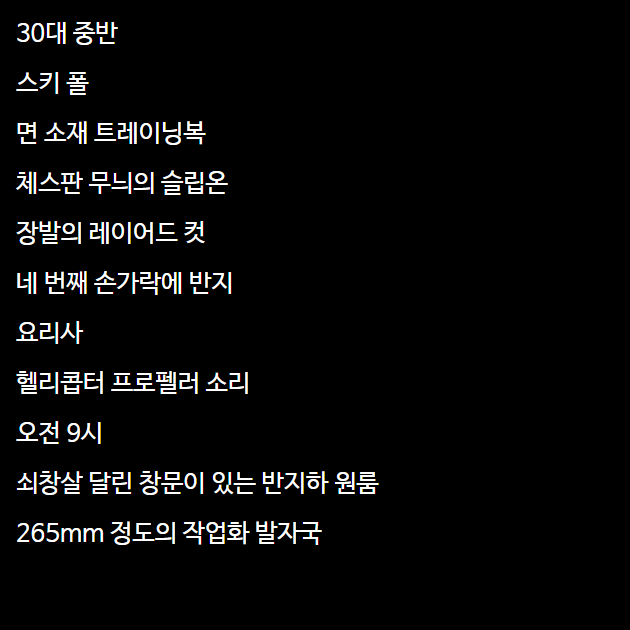 30대 중반
스키 폴
면 소재 트레이닝복
체스판 무늬의 슬립온
장발의 레이어드 컷
네 번째 손가락에 반지
요리사
헬리콥터 프로펠러 소리
오전 9시
쇠창살 달린 창문이 있는 반지하 원룸
265mm 정도의 작업화 발자국